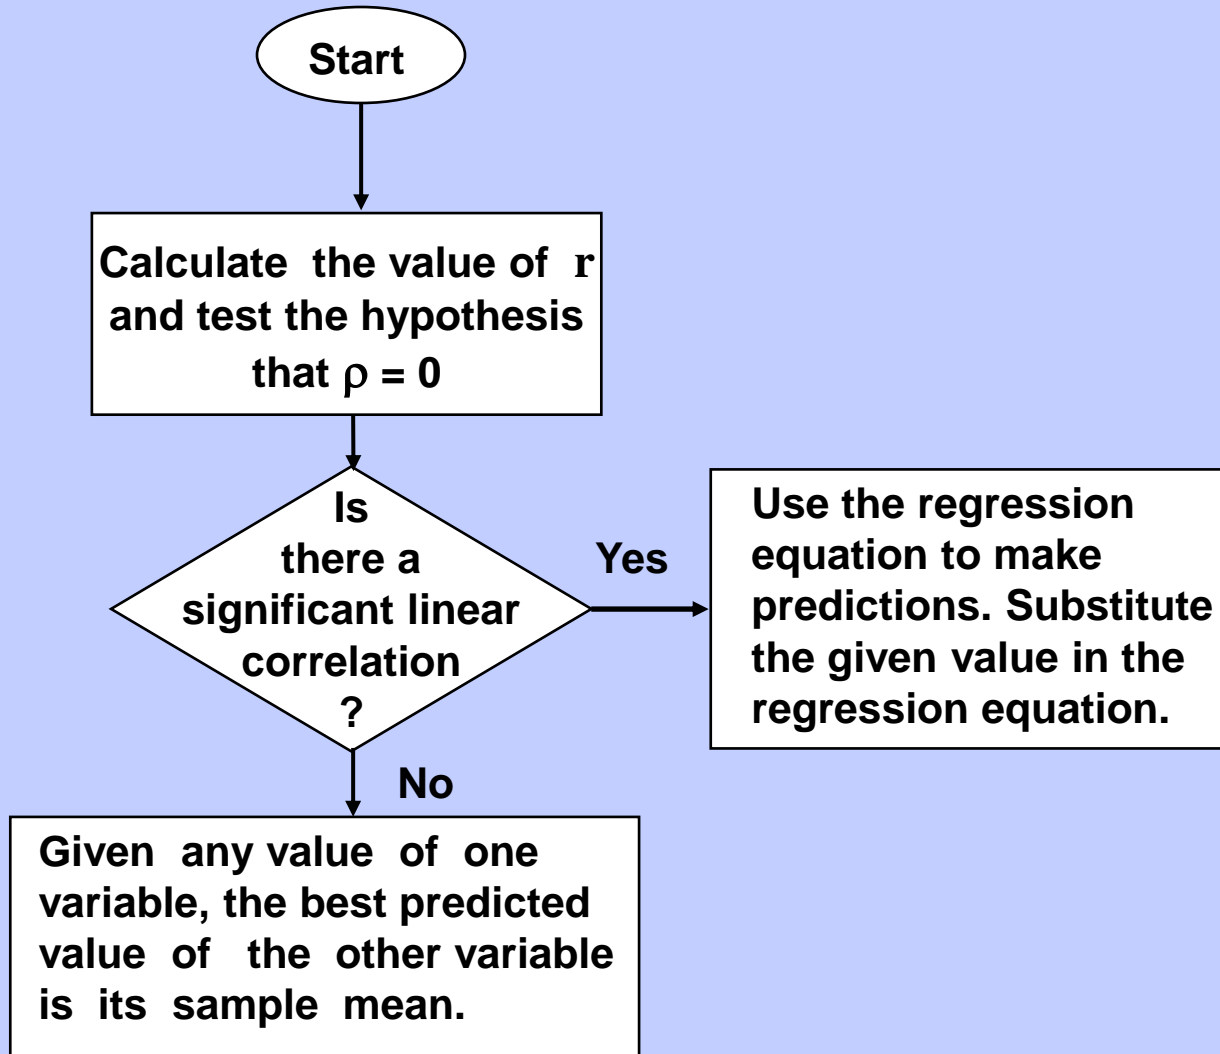 Start
Calculate the value of r
and test the hypothesis
that ρ = 0
Is
there a
significant linear
correlation
?
Yes
Use the regression
equation to make
predictions. Substitute
the given value in the
regression equation.
No
Given any value of one
variable, the best predicted
value of the other variable
is its sample mean.